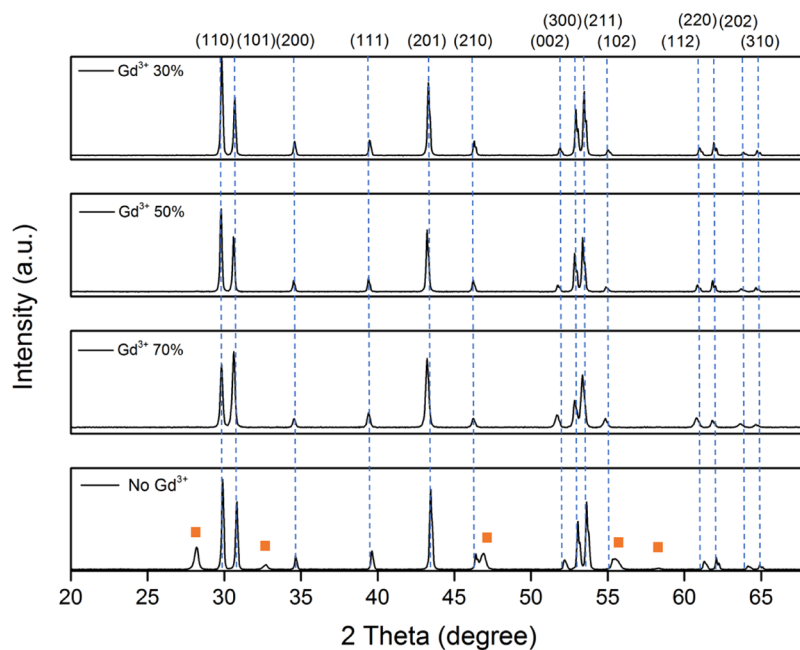 (300) (211) (220) (202)
(110) (101) (200) (111) (201) (210) (002) (102) (112) (310)
Gd³⁺ 30%
Gd³⁺ 50%
Gd³⁺ 70%
No Gd³⁺
Intensity (a.u.)
20 25 30 35 40 45 50 55 60 65
2 Theta (degree)